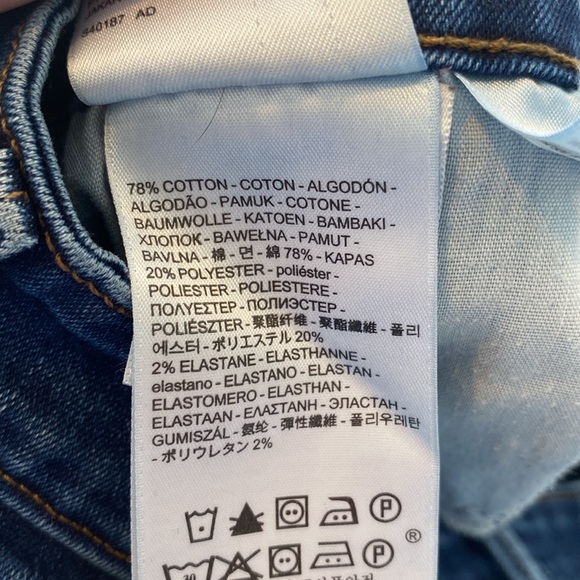 JAKAR
340187 AD
78% COTTON - COTON - ALGODÓN -
ALGODÃO - PAMUK - COTONE -
BAUMWOLLE - KATOEN - BAMBAKI -
ХЛОПОК - BAWEŁNA - PAMUT -
BAVLNA - 棉 - 면 - 綿 78% - KAPAS
20% POLYESTER - poliéster -
POLIESTER - POLIESTERE -
ΠΟΛΥΕΣΤΕΡ - ПОЛИЭСТЕР -
POLIÉSZTER - 聚酯纤维 - 聚酯纖維 - 폴리
에스터 - ポリエステル 20%
2% ELASTANE - ELASTHANNE -
elastano - ELASTANO - ELASTAN -
ELASTOMERO - ELASTHAN -
ELASTAAN - ΕΛΑΣΤΑΝΗ - ЭЛАСТАН -
GUMISZÁL - 氨纶 - 彈性纖維 - 폴리우레탄
- ポリウレタン 2%
P
®
30
P